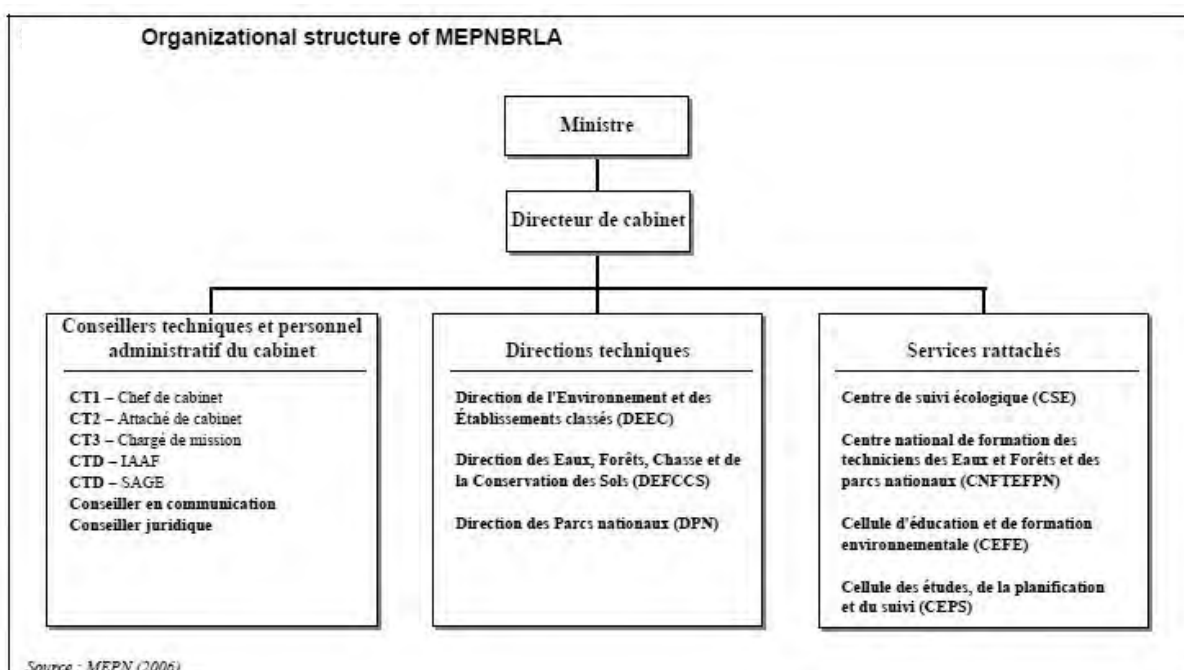 Organizational structure of MEPNBRLA
Ministre
Directeur de cabinet
Conseillers techniques et personnel
administratif du cabinet
CT1 – Chef de cabinet
CT2 – Attaché de cabinet
CT3 – Chargé de mission
CTD – IAAF
CTD – SAGE
Conseiller en communication
Conseiller juridique
Directions techniques
Direction de l'Environnement et des
Établissements classés (DEEC)
Direction des Eaux, Forêts, Chasse et de
la Conservation des Sols (DEFCCS)
Direction des Parcs nationaux (DPN)
Services rattachés
Centre de suivi écologique (CSE)
Centre national de formation des
techniciens des Eaux et Forêts et des
parcs nationaux (CNFTEFPN)
Cellule d'éducation et de formation
environnementale (CEFE)
Cellule des études, de la planification
et du suivi (CEPS)
Source : MEPN (2006)